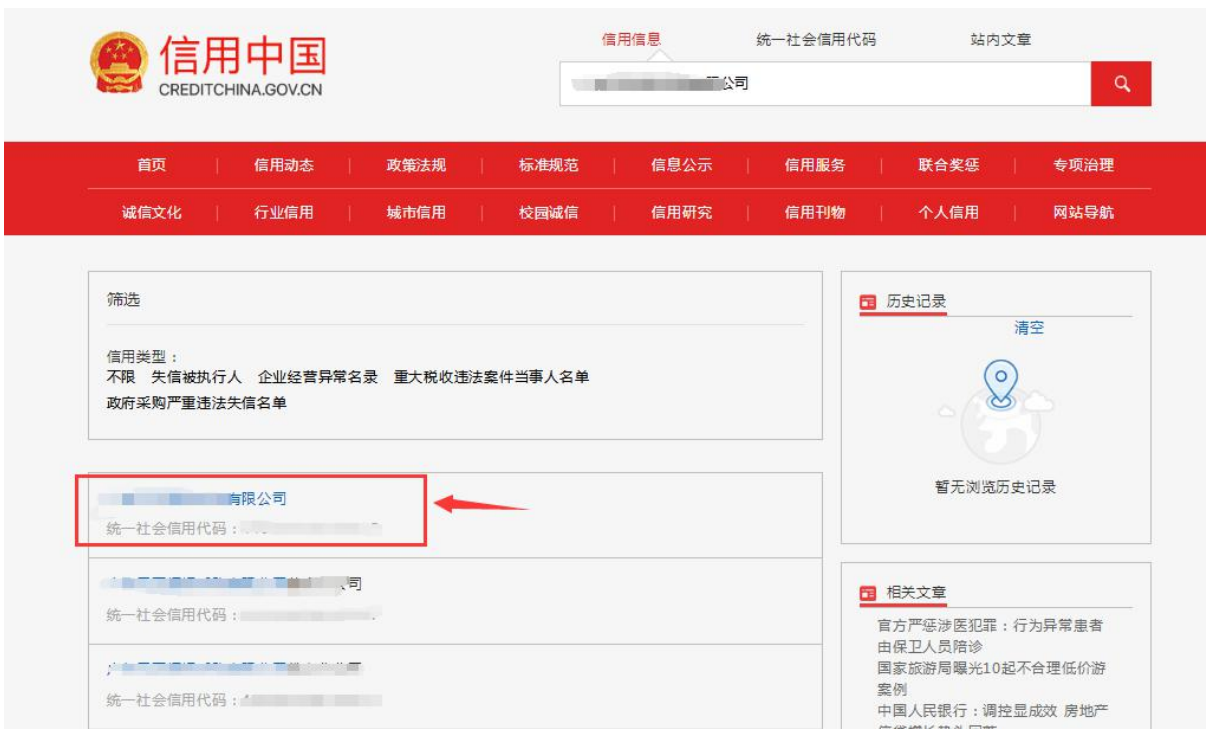 信用中国
CREDITCHINA.GOV.CN
信用信息 统一社会信用代码 站内文章
公司
首页 信用动态 政策法规 标准规范 信息公示 信用服务 联合奖惩 专项治理
诚信文化 行业信用 城市信用 校园诚信 信用研究 信用刊物 个人信用 网站导航
筛选
信用类型：
不限 失信被执行人 企业经营异常名录 重大税收违法案件当事人名单
政府采购严重违法失信名单
有限公司
统一社会信用代码：
司
统一社会信用代码：
统一社会信用代码：
历史记录
清空
暂无浏览历史记录
相关文章
官方严惩涉医犯罪：行为异常患者
由保卫人员陪诊
国家旅游局曝光10起不合理低价游
案例
中国人民银行：调控显成效 房地产